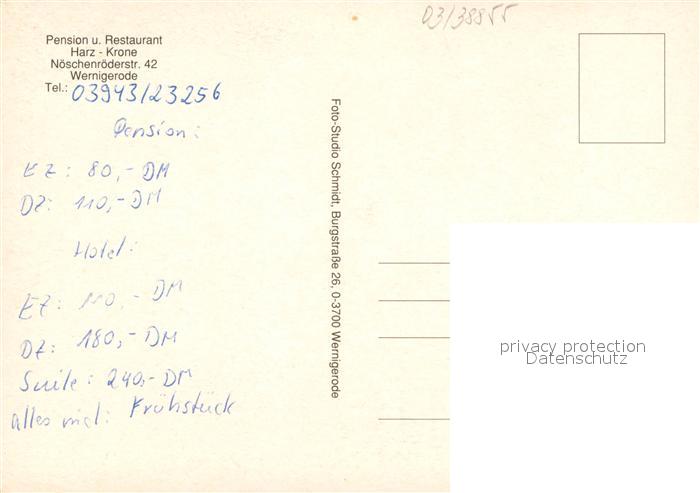 03/38855
Pension u. Restaurant
Harz - Krone
Nöschenröderstr. 42
Wernigerode
Tel.: 03943/23256
Pension:
EZ: 80,- DM
DZ: 110,- DM
Hotel:
EZ: 110,- DM
DZ: 180,- DM
Suite: 240,- DM
alles incl: Frühstück
Foto-Studio Schmidt, Burgstraße 26, 0-3700 Wernigerode
privacy protection
Datenschutz